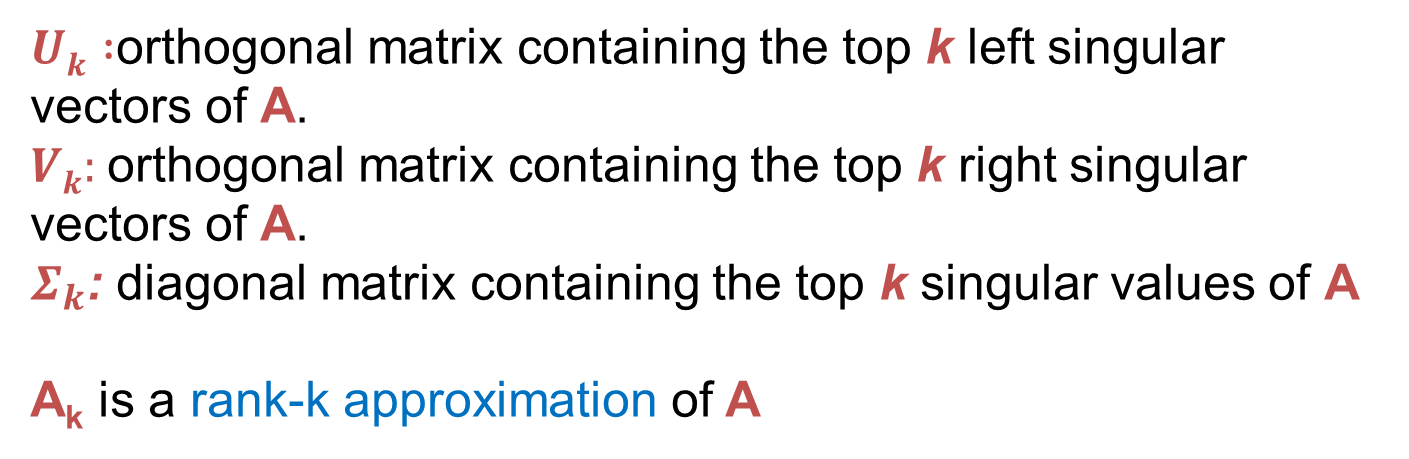 U_k :orthogonal matrix containing the top k left singular
vectors of A.
V_k: orthogonal matrix containing the top k right singular
vectors of A.
Σ_k: diagonal matrix containing the top k singular values of A
A_k is a rank-k approximation of A